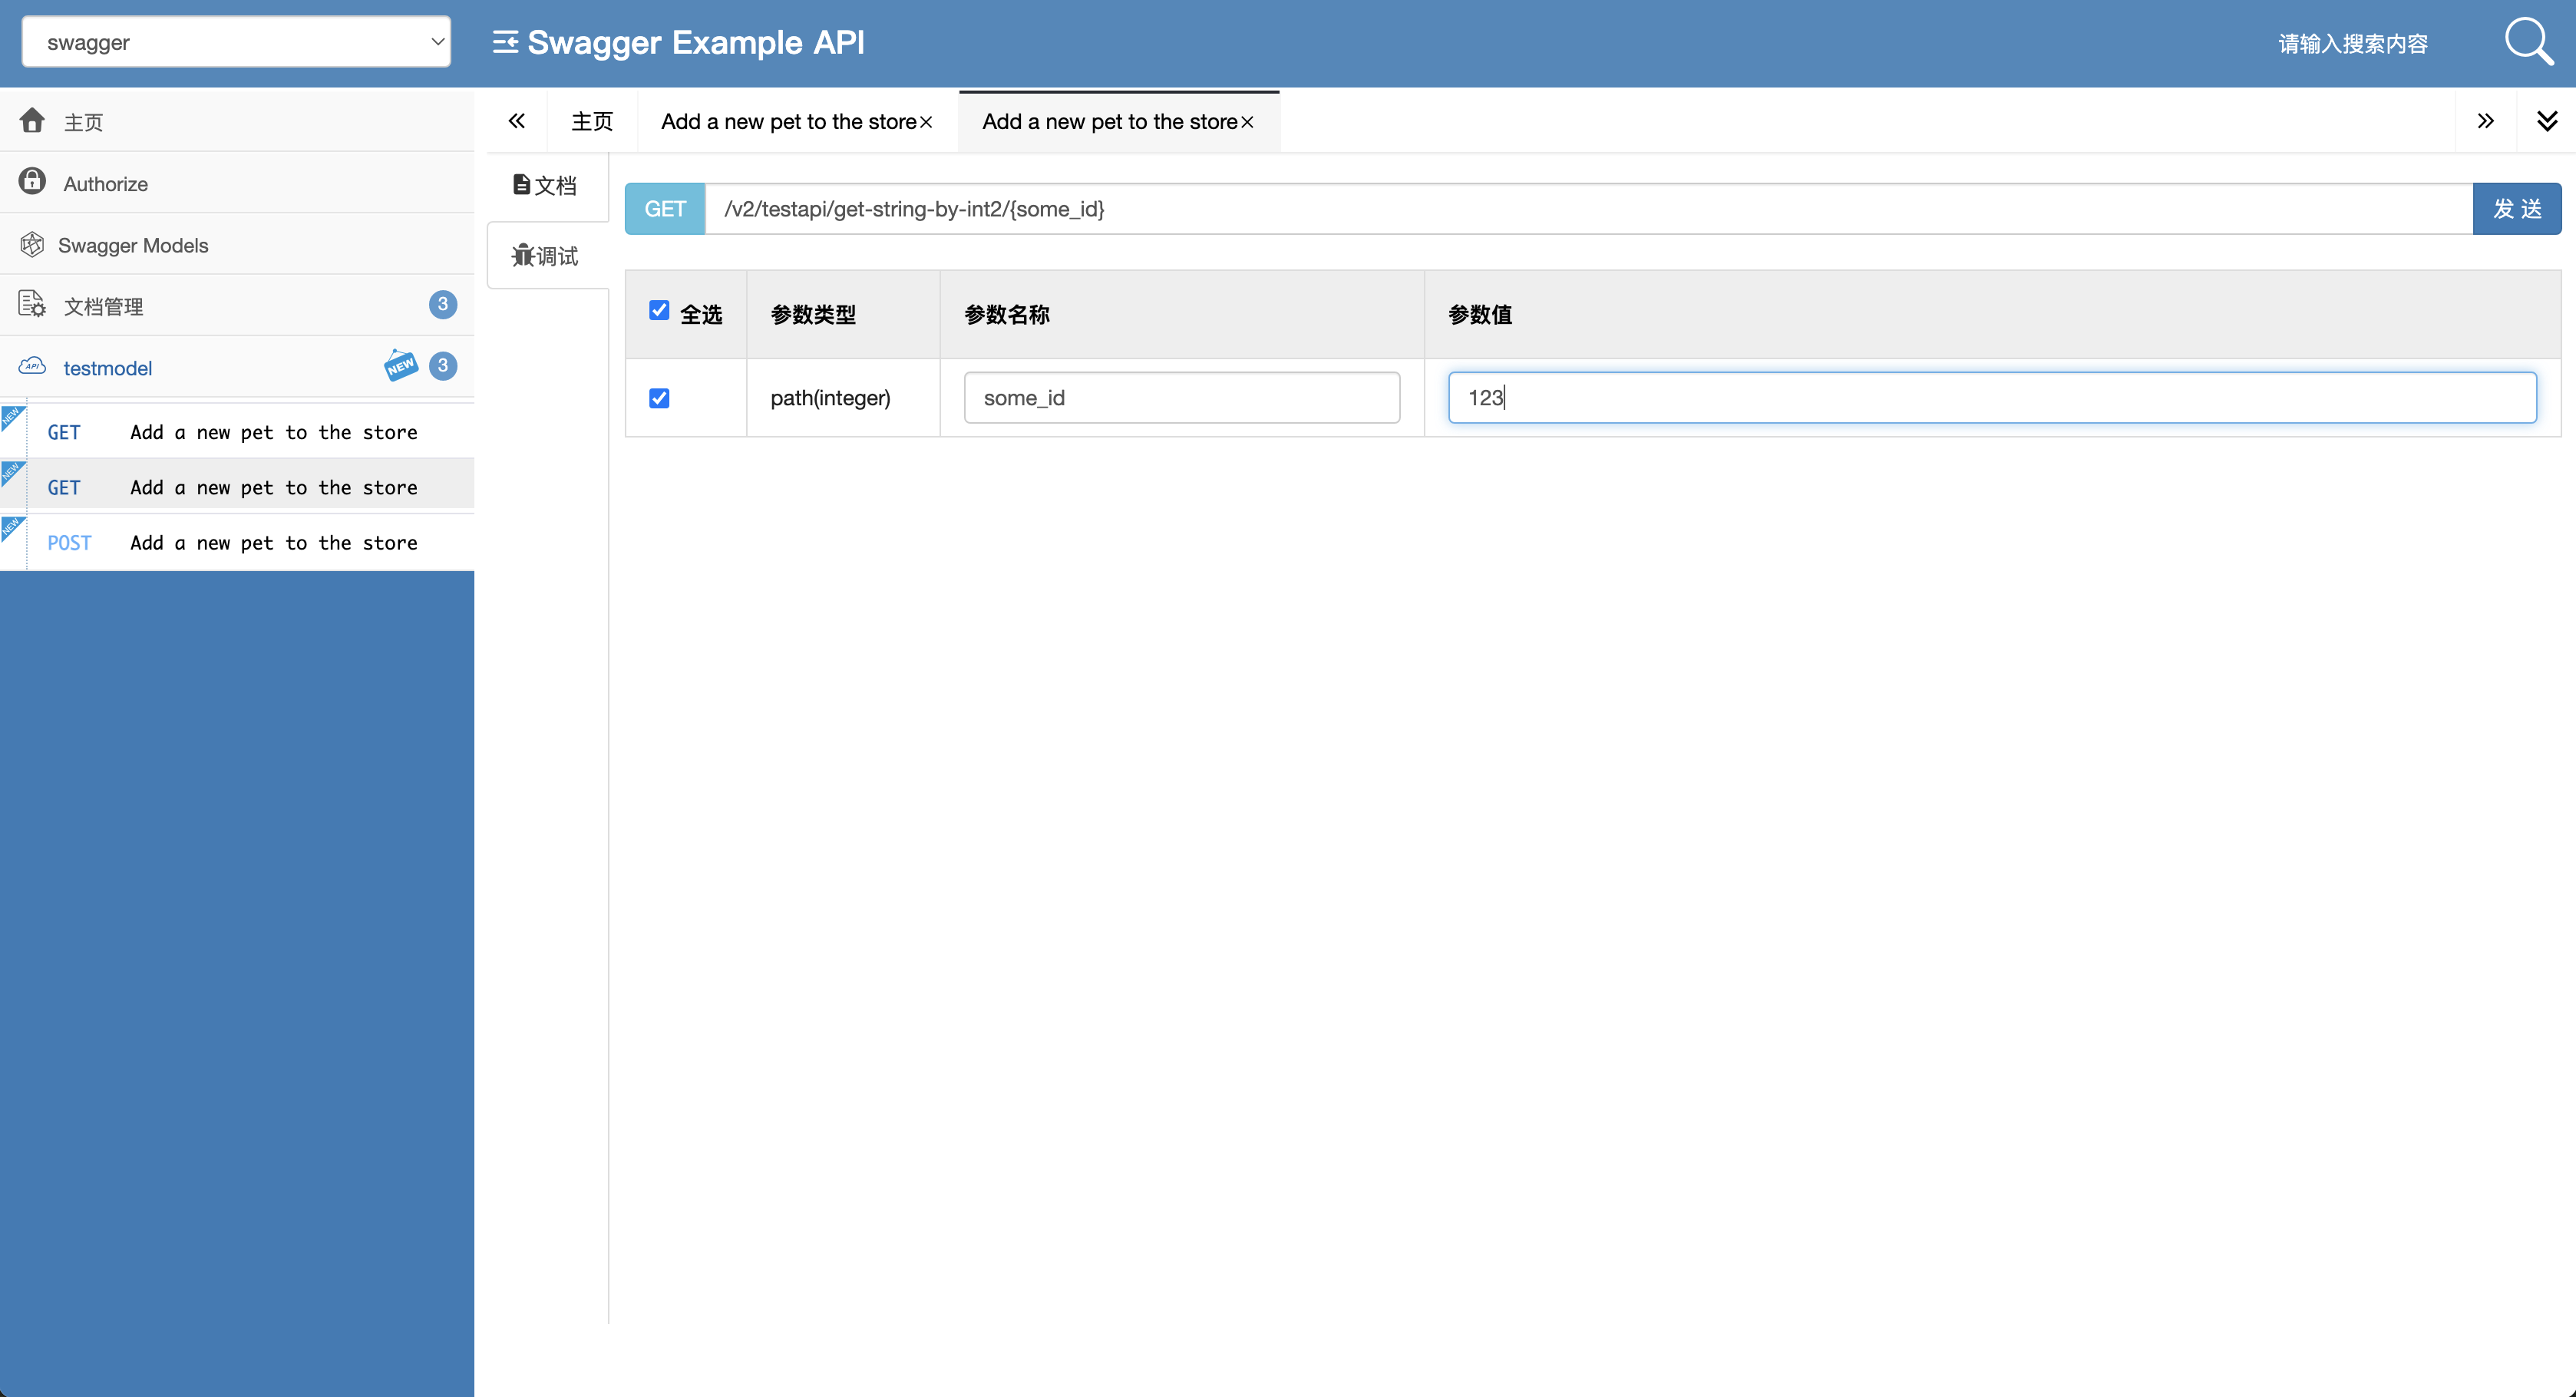 swagger
Swagger Example API
请输入搜索内容
主页
Authorize
Swagger Models
文档管理 3
testmodel NEW 3
NEW GET Add a new pet to the store
NEW GET Add a new pet to the store
NEW POST Add a new pet to the store
主页 Add a new pet to the store× Add a new pet to the store×
文档
调试
GET /v2/testapi/get-string-by-int2/{some_id} 发 送
全选 参数类型 参数名称 参数值
path(integer) some_id 123